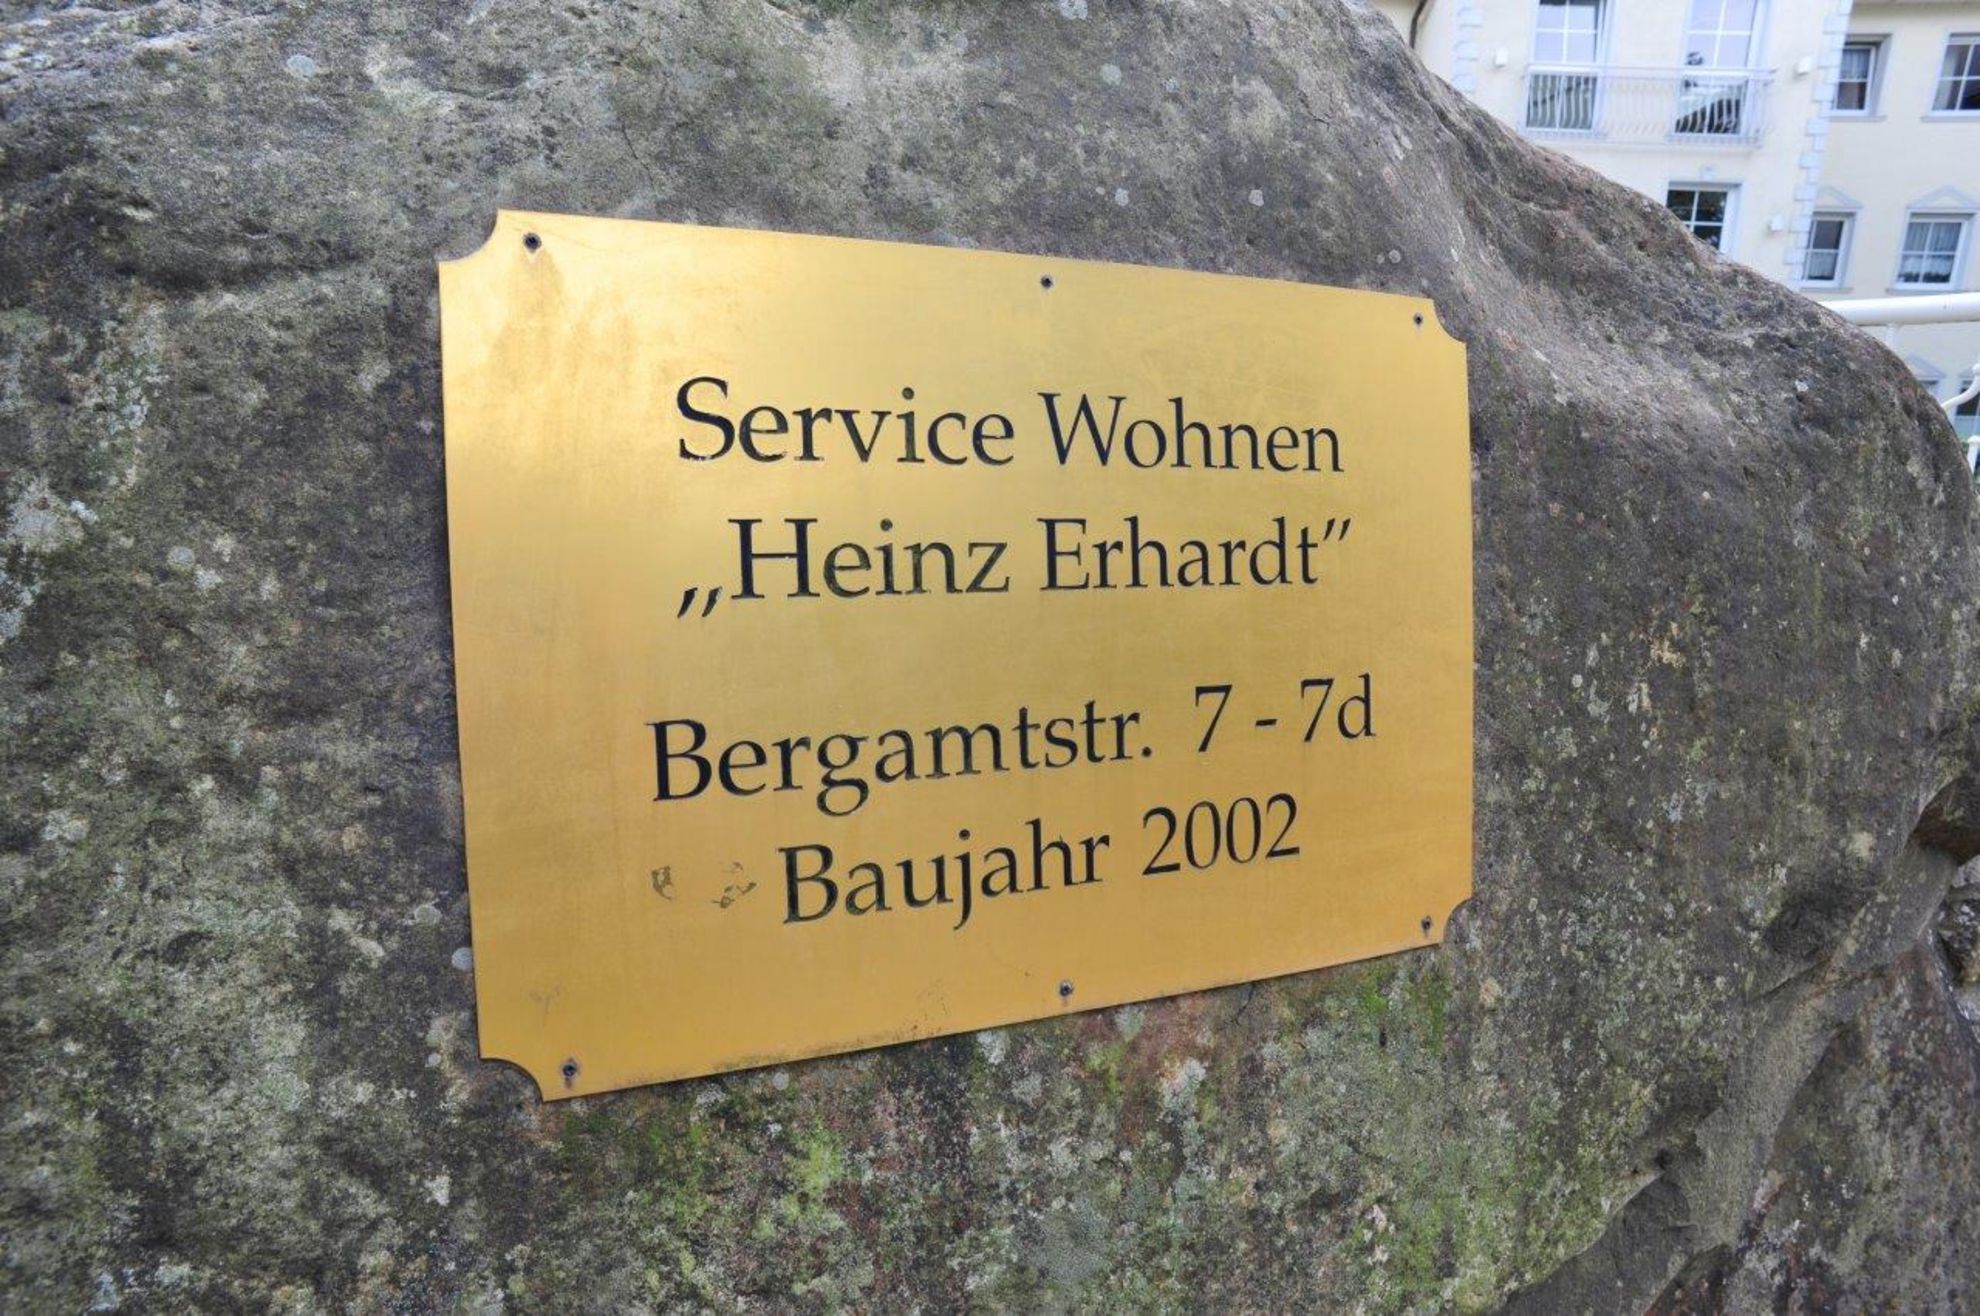 Service Wohnen
„Heinz Erhardt”
Bergamtstr. 7 - 7d
Baujahr 2002